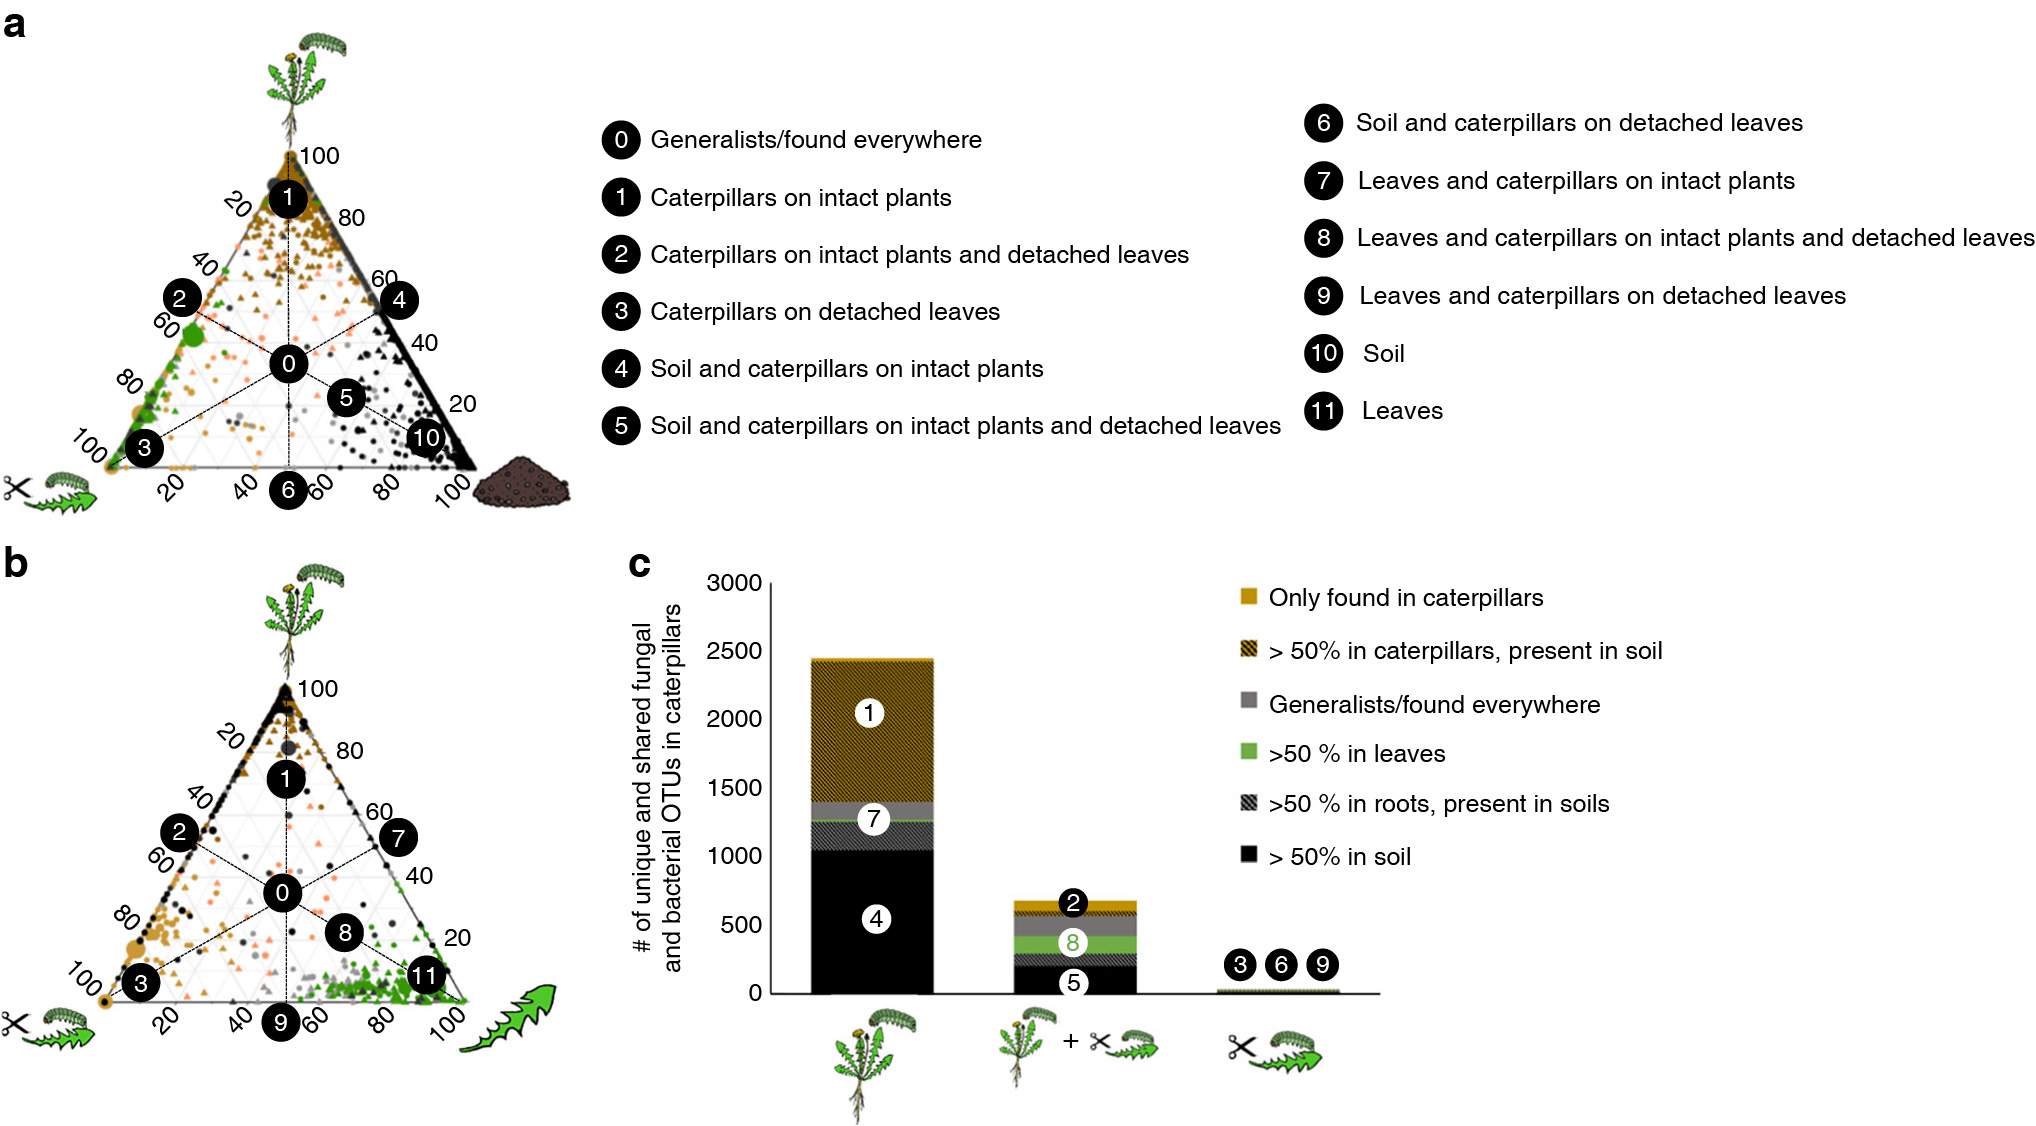 a
100
20
1
80
40
60
2
4
60
0
40
80
5
20
100
10
3
20
40
6
60
80
100
0 Generalists/found everywhere
1 Caterpillars on intact plants
2 Caterpillars on intact plants and detached leaves
3 Caterpillars on detached leaves
4 Soil and caterpillars on intact plants
5 Soil and caterpillars on intact plants and detached leaves
6 Soil and caterpillars on detached leaves
7 Leaves and caterpillars on intact plants
8 Leaves and caterpillars on intact plants and detached leaves
9 Leaves and caterpillars on detached leaves
10 Soil
11 Leaves
b
100
20
80
1
40
60
2
7
60
40
0
80
8
20
100
3
11
20
40
9
60
80
100
c
# of unique and shared fungal
and bacterial OTUs in caterpillars
3000
2500
2000
1500
1000
500
0
1
7
4
2
8
5
3 6 9
+
Only found in caterpillars
> 50% in caterpillars, present in soil
Generalists/found everywhere
>50 % in leaves
>50 % in roots, present in soils
> 50% in soil